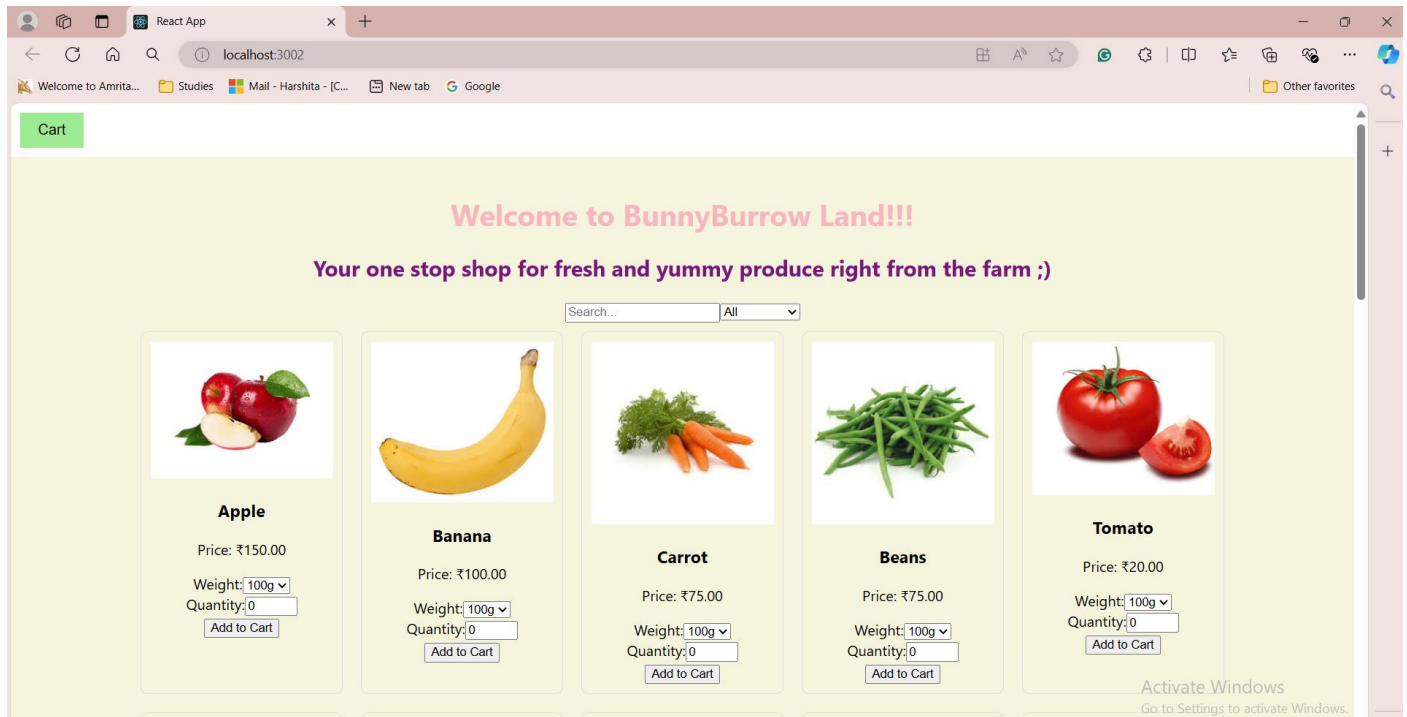 React App
localhost:3002
Welcome to Amrita...
Studies
Mail - Harshita - [C...
New tab
Google
Other favorites
Cart
Welcome to BunnyBurrow Land!!!
Your one stop shop for fresh and yummy produce right from the farm ;)
Search...
All
Apple
Price: ₹150.00
Weight: 100g
Quantity: 0
Add to Cart
Banana
Price: ₹100.00
Weight: 100g
Quantity: 0
Add to Cart
Carrot
Price: ₹75.00
Weight: 100g
Quantity: 0
Add to Cart
Beans
Price: ₹75.00
Weight: 100g
Quantity: 0
Add to Cart
Tomato
Price: ₹20.00
Weight: 100g
Quantity: 0
Add to Cart
Activate Windows
Go to Settings to activate Windows.